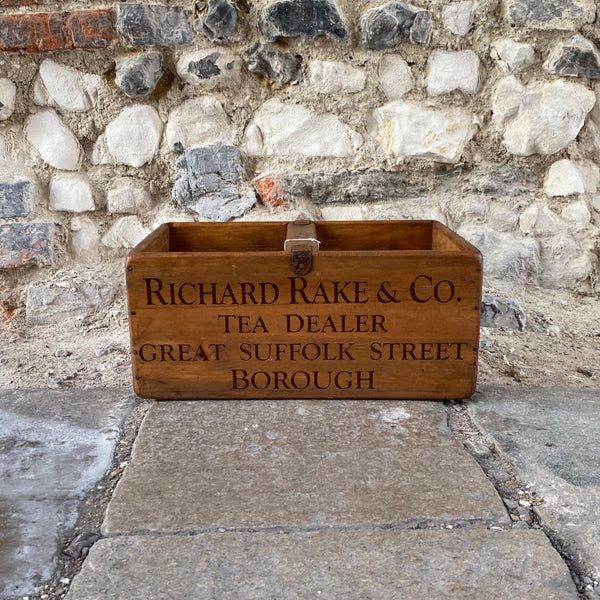 RICHARD RAKE & CO.
TEA DEALER
GREAT SUFFOLK STREET
BOROUGH